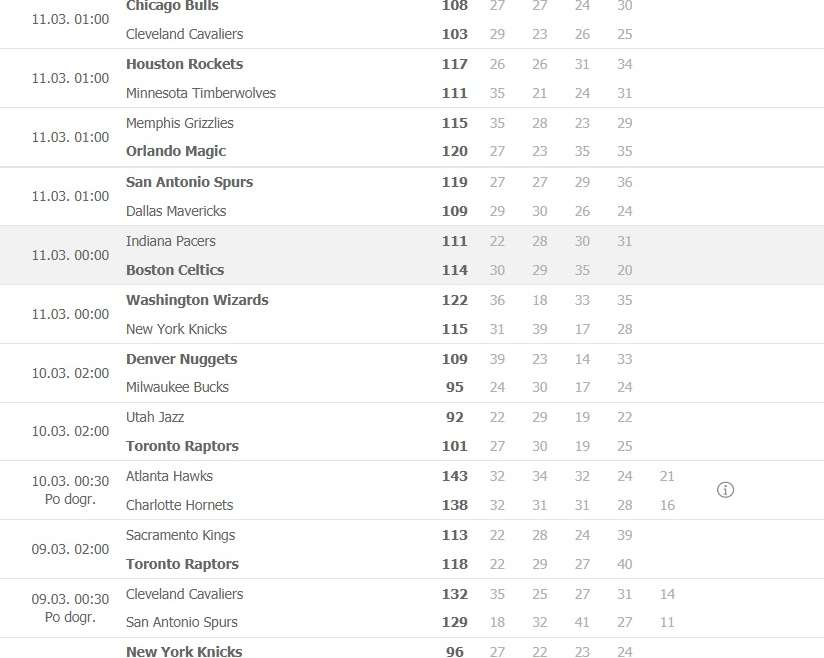 Chicago Bulls 108 27 27 24 30
11.03. 01:00
Cleveland Cavaliers 103 29 23 26 25
Houston Rockets 117 26 26 31 34
11.03. 01:00
Minnesota Timberwolves 111 35 21 24 31
Memphis Grizzlies 115 35 28 23 29
11.03. 01:00
Orlando Magic 120 27 23 35 35
San Antonio Spurs 119 27 27 29 36
11.03. 01:00
Dallas Mavericks 109 29 30 26 24
Indiana Pacers 111 22 28 30 31
11.03. 00:00
Boston Celtics 114 30 29 35 20
Washington Wizards 122 36 18 33 35
11.03. 00:00
New York Knicks 115 31 39 17 28
Denver Nuggets 109 39 23 14 33
10.03. 02:00
Milwaukee Bucks 95 24 30 17 24
Utah Jazz 92 22 29 19 22
10.03. 02:00
Toronto Raptors 101 27 30 19 25
Atlanta Hawks 143 32 34 32 24 21
10.03. 00:30
Po dogr.
Charlotte Hornets 138 32 31 31 28 16
Sacramento Kings 113 22 28 24 39
09.03. 02:00
Toronto Raptors 118 22 29 27 40
Cleveland Cavaliers 132 35 25 27 31 14
09.03. 00:30
Po dogr.
San Antonio Spurs 129 18 32 41 27 11
New York Knicks 96 27 22 23 24